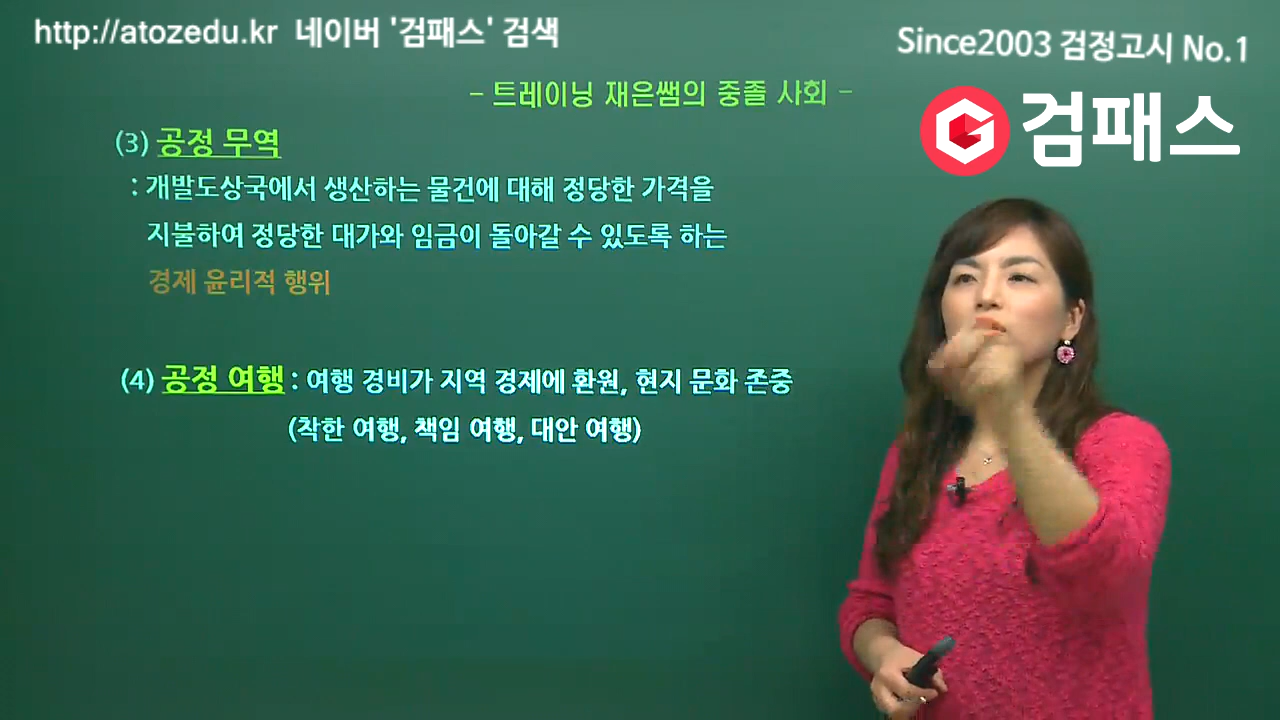 http://atozedu.kr 네이버 '검패스' 검색
Since2003 검정고시 No.1
- 트레이닝 재은쌤의 중졸 사회 -
검패스
(3) 공정 무역
: 개발도상국에서 생산하는 물건에 대해 정당한 가격을
지불하여 정당한 대가와 임금이 돌아갈 수 있도록 하는
경제 윤리적 행위
(4) 공정 여행 : 여행 경비가 지역 경제에 환원, 현지 문화 존중
(착한 여행, 책임 여행, 대안 여행)